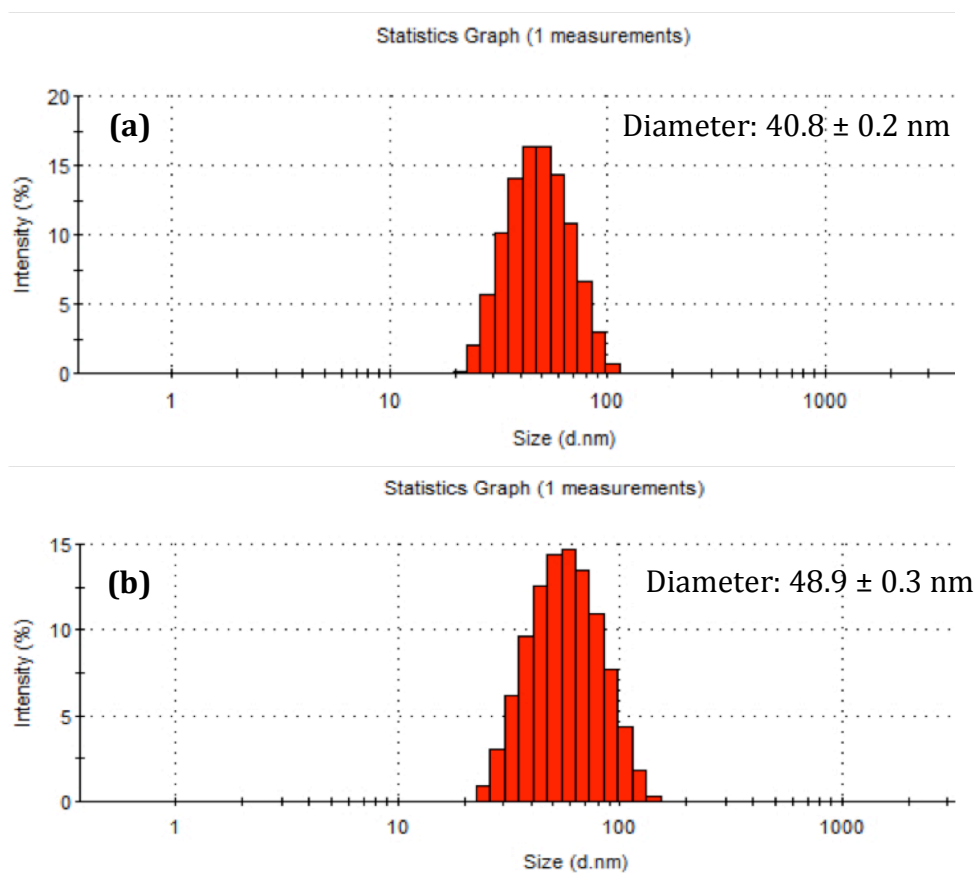 Statistics Graph (1 measurements)
20
(a)
Diameter: 40.8 ± 0.2 nm
15
10
5
0
Intensity (%)
1 10 100 1000
Size (d.nm)
Statistics Graph (1 measurements)
15
(b)
Diameter: 48.9 ± 0.3 nm
10
5
0
Intensity (%)
1 10 100 1000
Size (d.nm)